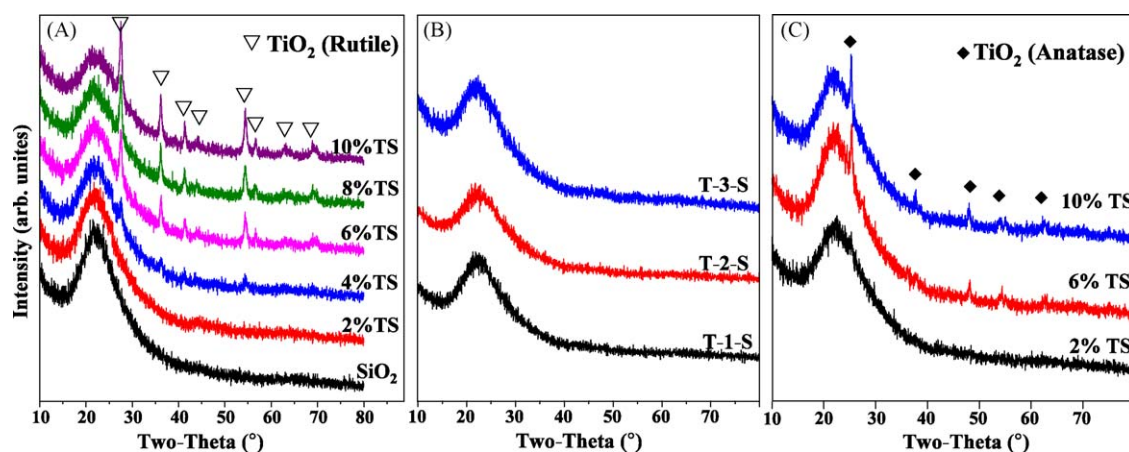 (A)
▽ TiO₂ (Rutile)
10%TS
8%TS
6%TS
4%TS
2%TS
SiO₂
Intensity (arb. unites)
10 20 30 40 50 60 70 80
Two-Theta (°)
(B)
T-3-S
T-2-S
T-1-S
10 20 30 40 50 60 70
Two-Theta (°)
(C)
◆ TiO₂ (Anatase)
10% TS
6% TS
2% TS
10 20 30 40 50 60 70
Two-Theta (°)